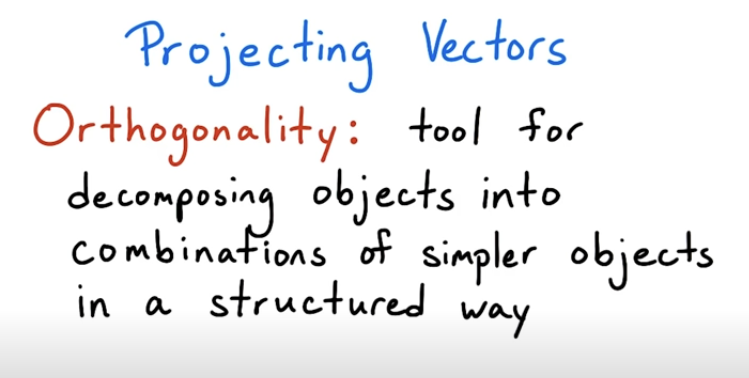 Projecting Vectors
Orthogonality: tool for
decomposing objects into
combinations of simpler objects
in a structured way